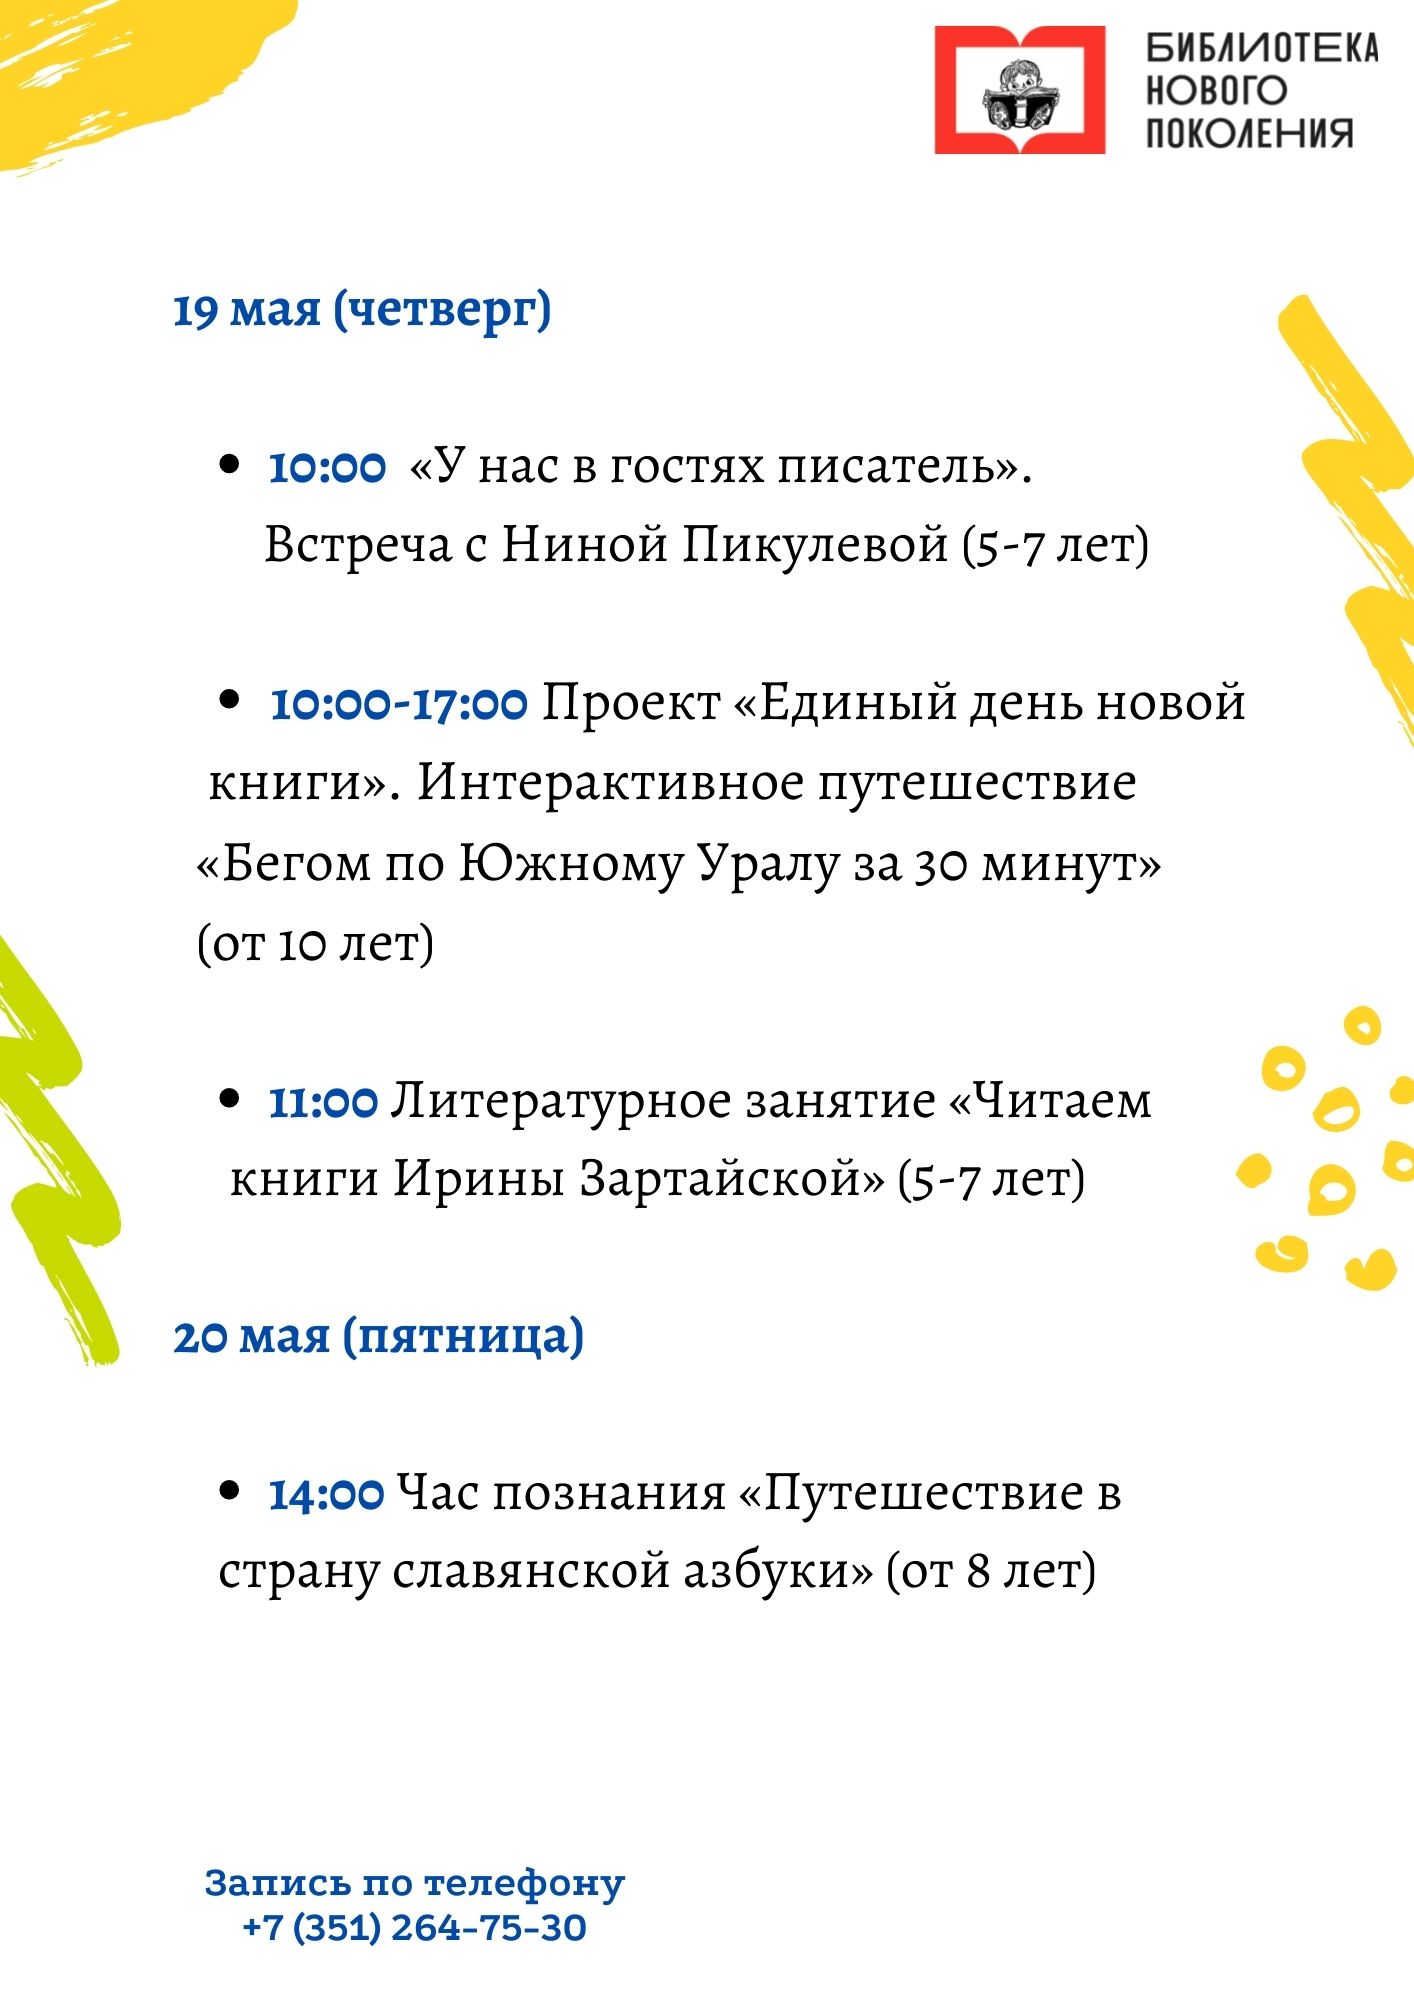 БИБЛИОТЕКА
НОВОГО
ПОКОЛЕНИЯ
19 мая (четверг)
• 10:00 «У нас в гостях писатель».
Встреча с Ниной Пикулевой (5-7 лет)
• 10:00-17:00 Проект «Единый день новой
книги». Интерактивное путешествие
«Бегом по Южному Уралу за 30 минут»
(от 10 лет)
• 11:00 Литературное занятие «Читаем
книги Ирины Зартайской» (5-7 лет)
20 мая (пятница)
• 14:00 Час познания «Путешествие в
страну славянской азбуки» (от 8 лет)
Запись по телефону
+7 (351) 264-75-30